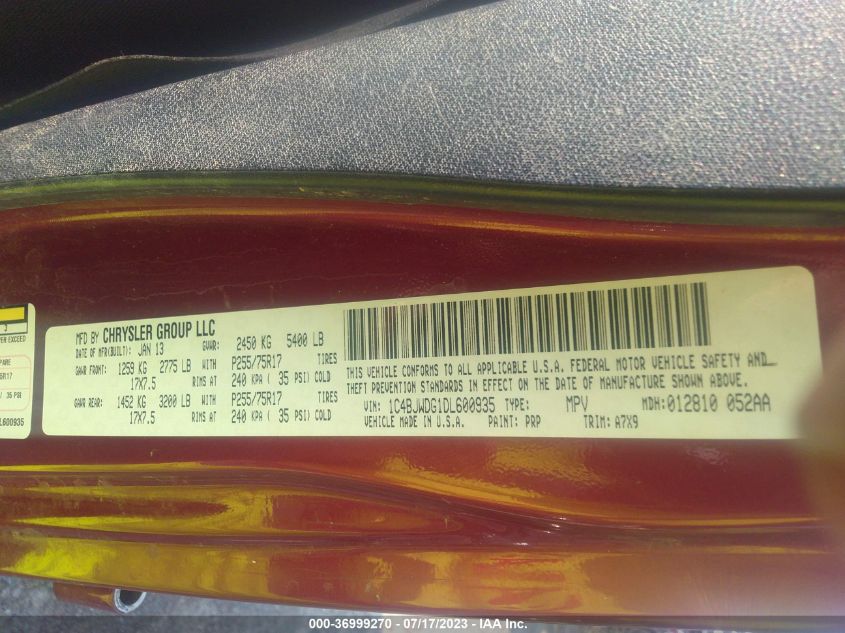 MFD BY CHRYSLER GROUP LLC
DATE OF MFR(BUILT): JAN 13 GVWR: 2450 KG 5400 LB
GAWR FRONT: 1259 KG 2775 LB WITH P255/75R17 TIRES
17X7.5 RIMS AT 240 KPA ( 35 PSI) COLD
GAWR REAR: 1452 KG 3200 LB WITH P255/75R17 TIRES
17X7.5 RIMS AT 240 KPA ( 35 PSI) COLD
THIS VEHICLE CONFORMS TO ALL APPLICABLE U.S.A. FEDERAL MOTOR VEHICLE SAFETY AND
THEFT PREVENTION STANDARDS IN EFFECT ON THE DATE OF MANUFACTURE SHOWN ABOVE.
VIN: 1C4BJWDG1DL600935 TYPE: MPV MDH: 012810 052AA
VEHICLE MADE IN U.S.A. PAINT: PRP TRIM: A7X9
3
EXCEED
35 PSI
L600935
000-36999270 - 07/17/2023 - IAA Inc.